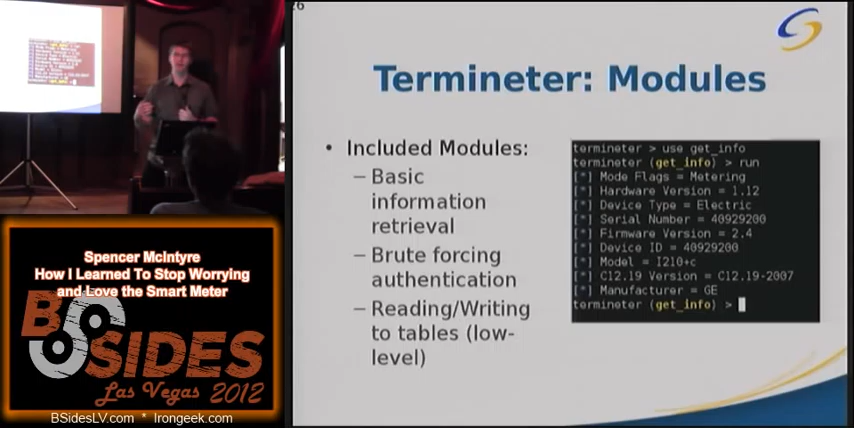 26
Termineter: Modules
• Included Modules:
– Basic
information
retrieval
– Brute forcing
authentication
– Reading/Writing
to tables (low-
level)
termineter > use get_info
termineter (get_info) > run
[*] Mode Flags = Metering
[*] Hardware Version = 1.12
[*] Device Type = Electric
[*] Serial Number = 40929200
[*] Firmware Version = 2.4
[*] Device ID = 40929200
[*] Model = I210+c
[*] C12.19 Version = C12.19-2007
[*] Manufacturer = GE
termineter (get_info) >
Spencer McIntyre
How I Learned To Stop Worrying
and Love the Smart Meter
BSIDES
Las Vegas 2012
BSidesLV.com * Irongeek.com